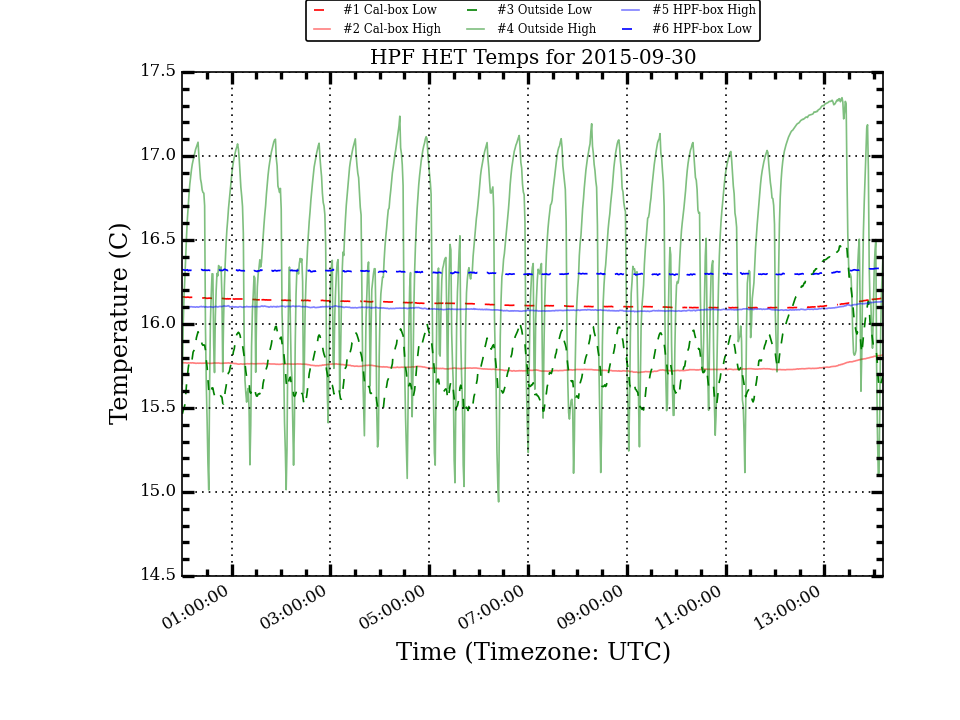 #1 Cal-box Low #3 Outside Low #5 HPF-box High
#2 Cal-box High #4 Outside High #6 HPF-box Low
HPF HET Temps for 2015-09-30
17.5
17.0
16.5
16.0
15.5
15.0
14.5
Temperature (C)
01:00:00 03:00:00 05:00:00 07:00:00 09:00:00 11:00:00 13:00:00
Time (Timezone: UTC)